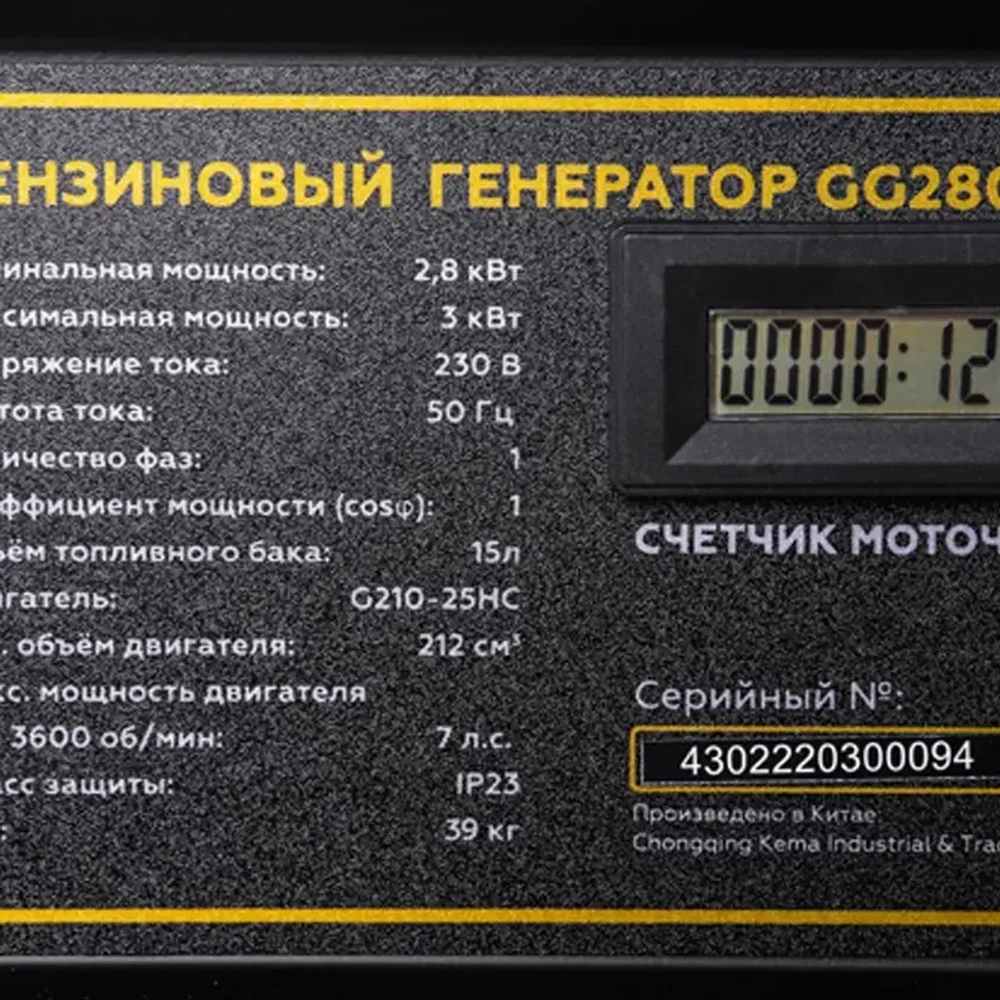 ЕНЗИНОВЫЙ ГЕНЕРАТОР GG280
инальная мощность: 2,8 кВт
симальная мощность: 3 кВт
ряжение тока: 230 В
тота тока: 50 Гц
ичество фаз: 1
ффициент мощности (cosφ): 1
ъём топливного бака: 15л
гатель: G210-25HC
. объём двигателя: 212 см³
кс. мощность двигателя
3600 об/мин: 7 л.с.
сс защиты: IP23
: 39 кг
0000:12
СЧЕТЧИК МОТОЧ
Серийный №:
4302220300094
Произведено в Китае:
Chongqing Kema Industrial & Trad